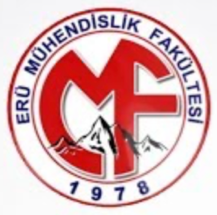 ERÜ MÜHENDİSLİK FAKÜLTESİ
MF
1978